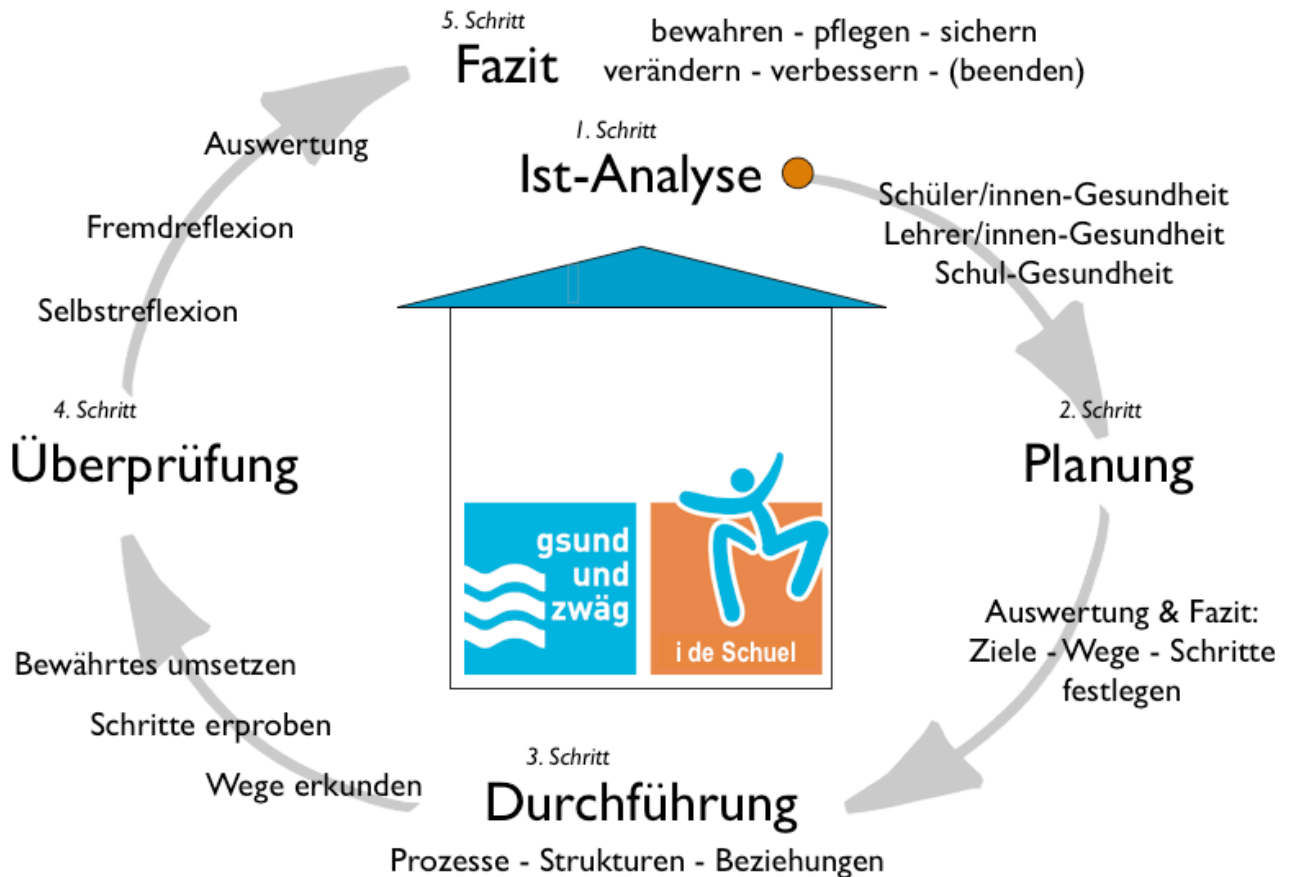 5. Schritt
Fazit
bewahren - pflegen - sichern
verändern - verbessern - (beenden)
1. Schritt
Ist-Analyse
Schüler/innen-Gesundheit
Lehrer/innen-Gesundheit
Schul-Gesundheit
2. Schritt
Planung
Auswertung & Fazit:
Ziele - Wege - Schritte
festlegen
3. Schritt
Durchführung
Prozesse - Strukturen - Beziehungen
Wege erkunden
Schritte erproben
Bewährtes umsetzen
4. Schritt
Überprüfung
Selbstreflexion
Fremdreflexion
Auswertung
gsund
und
zwäg
i de Schuel